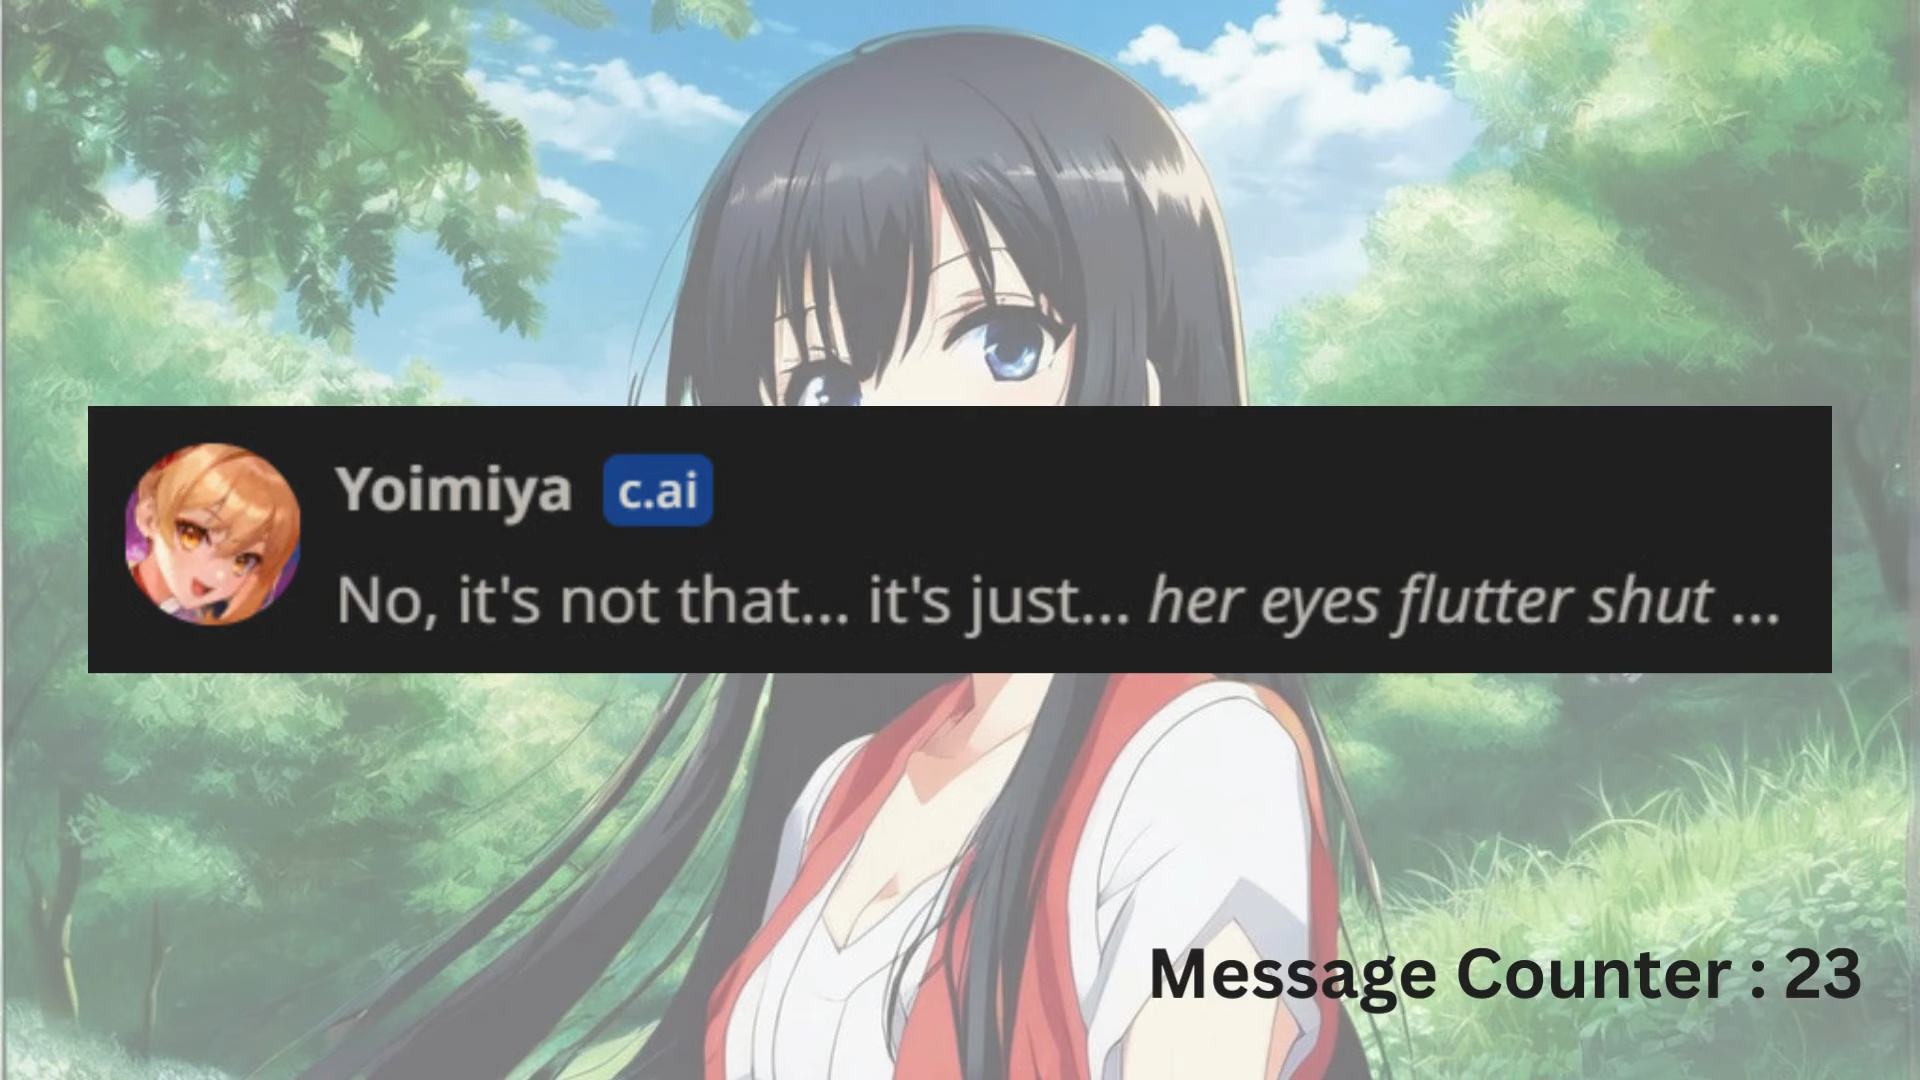 Yoimiya c.ai
No, it's not that... it's just... her eyes flutter shut ...
Message Counter : 23